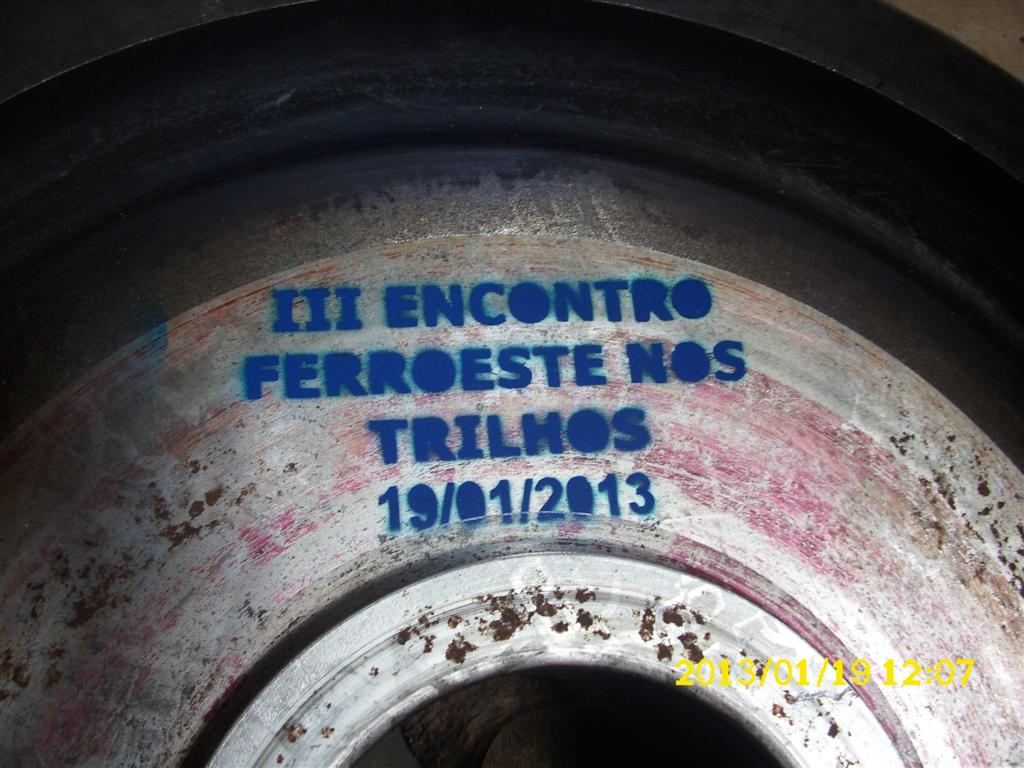 III ENCONTRO
FERROESTE NOS
TRILHOS
19/01/2013
2013/01/19 12:07